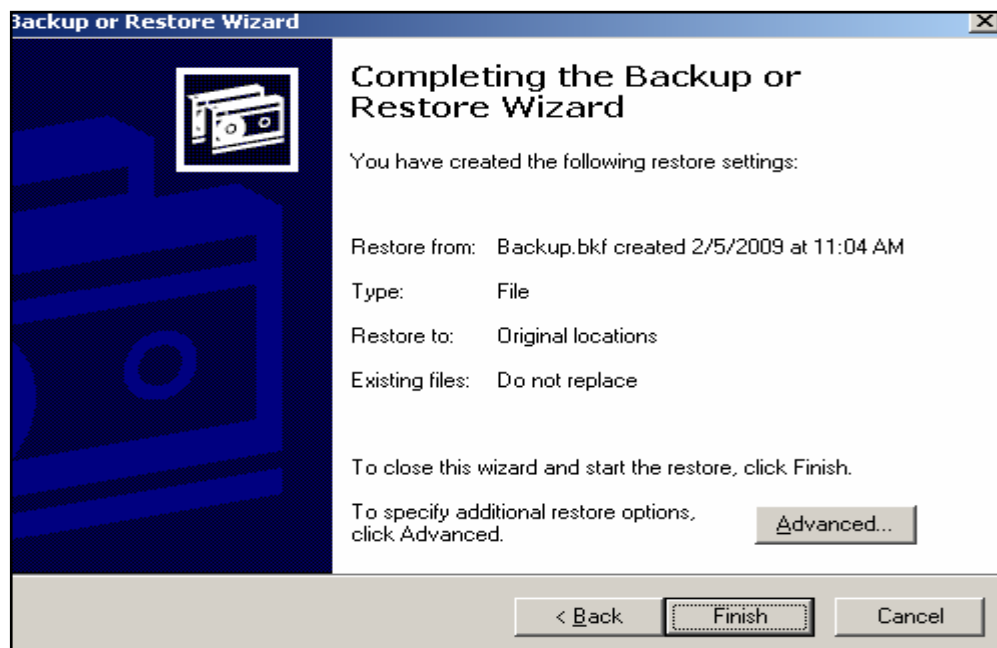 Backup or Restore Wizard
Completing the Backup or
Restore Wizard
You have created the following restore settings:
Restore from: Backup.bkf created 2/5/2009 at 11:04 AM
Type: File
Restore to: Original locations
Existing files: Do not replace
To close this wizard and start the restore, click Finish.
To specify additional restore options,
click Advanced.
Advanced...
< Back Finish Cancel